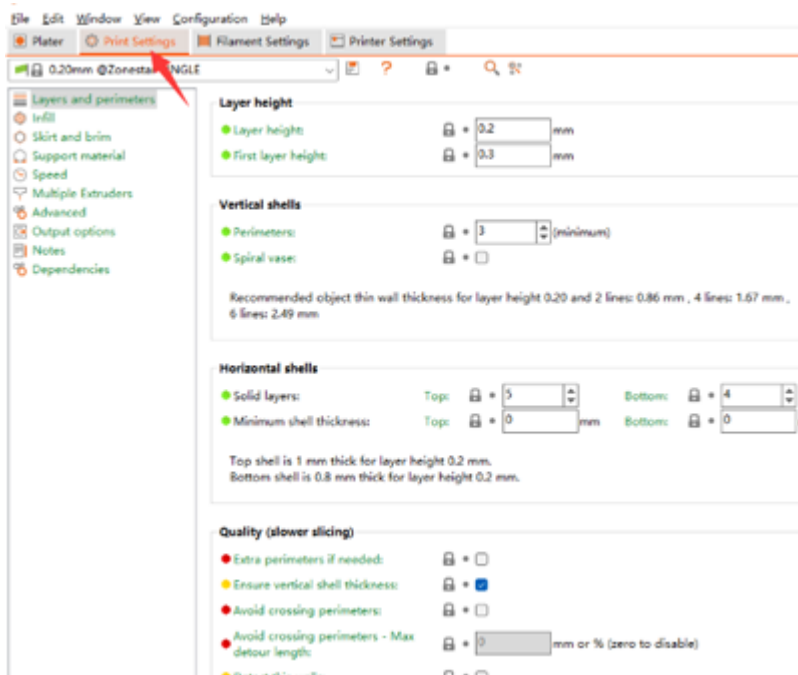 File Edit Window View Configuration Help
Plater Print Settings Filament Settings Printer Settings
0.20mm @Zonestar
Layers and perimeters
Infill
Skirt and brim
Support material
Speed
Multiple Extruders
Advanced
Output options
Notes
Dependencies
Layer height
Layer height: 0.2 mm
First layer height: 0.3 mm
Vertical shells
Perimeters: 3 (minimum)
Spiral vase:
Recommended object thin wall thickness for layer height 0.20 and 2 lines: 0.86 mm , 4 lines: 1.67 mm ,
6 lines: 2.49 mm
Horizontal shells
Solid layers: Top: 5 Bottom: 4
Minimum shell thickness: Top: 0 mm Bottom: 0
Top shell is 1 mm thick for layer height 0.2 mm.
Bottom shell is 0.8 mm thick for layer height 0.2 mm.
Quality (slower slicing)
Extra perimeters if needed:
Ensure vertical shell thickness:
Avoid crossing perimeters:
Avoid crossing perimeters - Max
detour length: 0 mm or % (zero to disable)